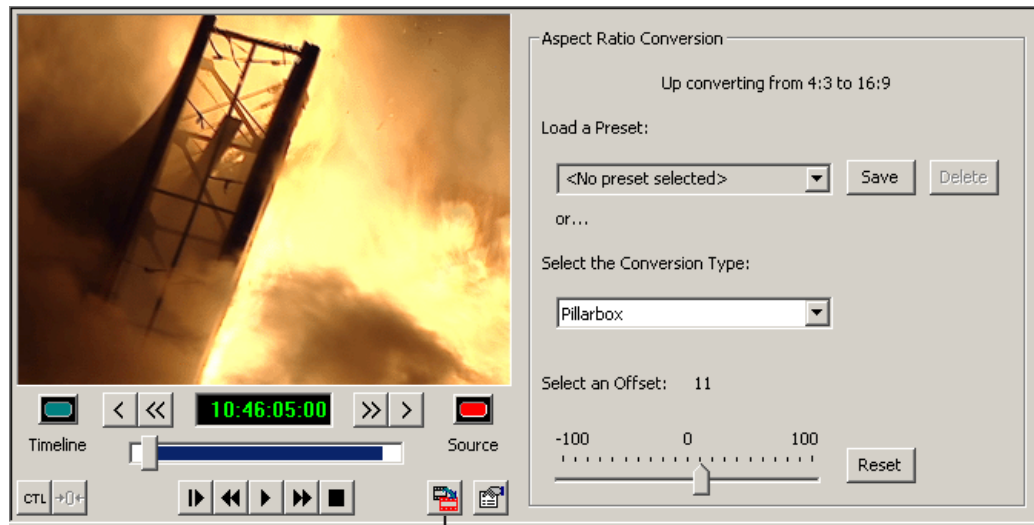 Aspect Ratio Conversion
Up converting from 4:3 to 16:9
Load a Preset:
<No preset selected>
Save
Delete
or...
Select the Conversion Type:
Pillarbox
Select an Offset: 11
-100 0 100
Reset
10:46:05:00
Timeline
Source
CTL